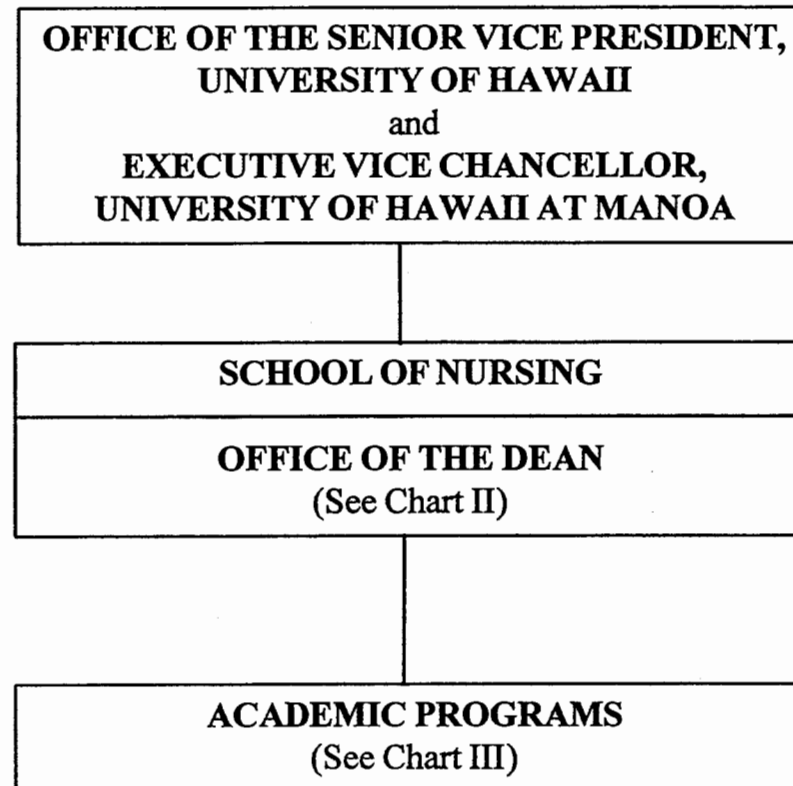 OFFICE OF THE SENIOR VICE PRESIDENT,
UNIVERSITY OF HAWAII
and
EXECUTIVE VICE CHANCELLOR,
UNIVERSITY OF HAWAII AT MANOA
SCHOOL OF NURSING
OFFICE OF THE DEAN
(See Chart II)
ACADEMIC PROGRAMS
(See Chart III)